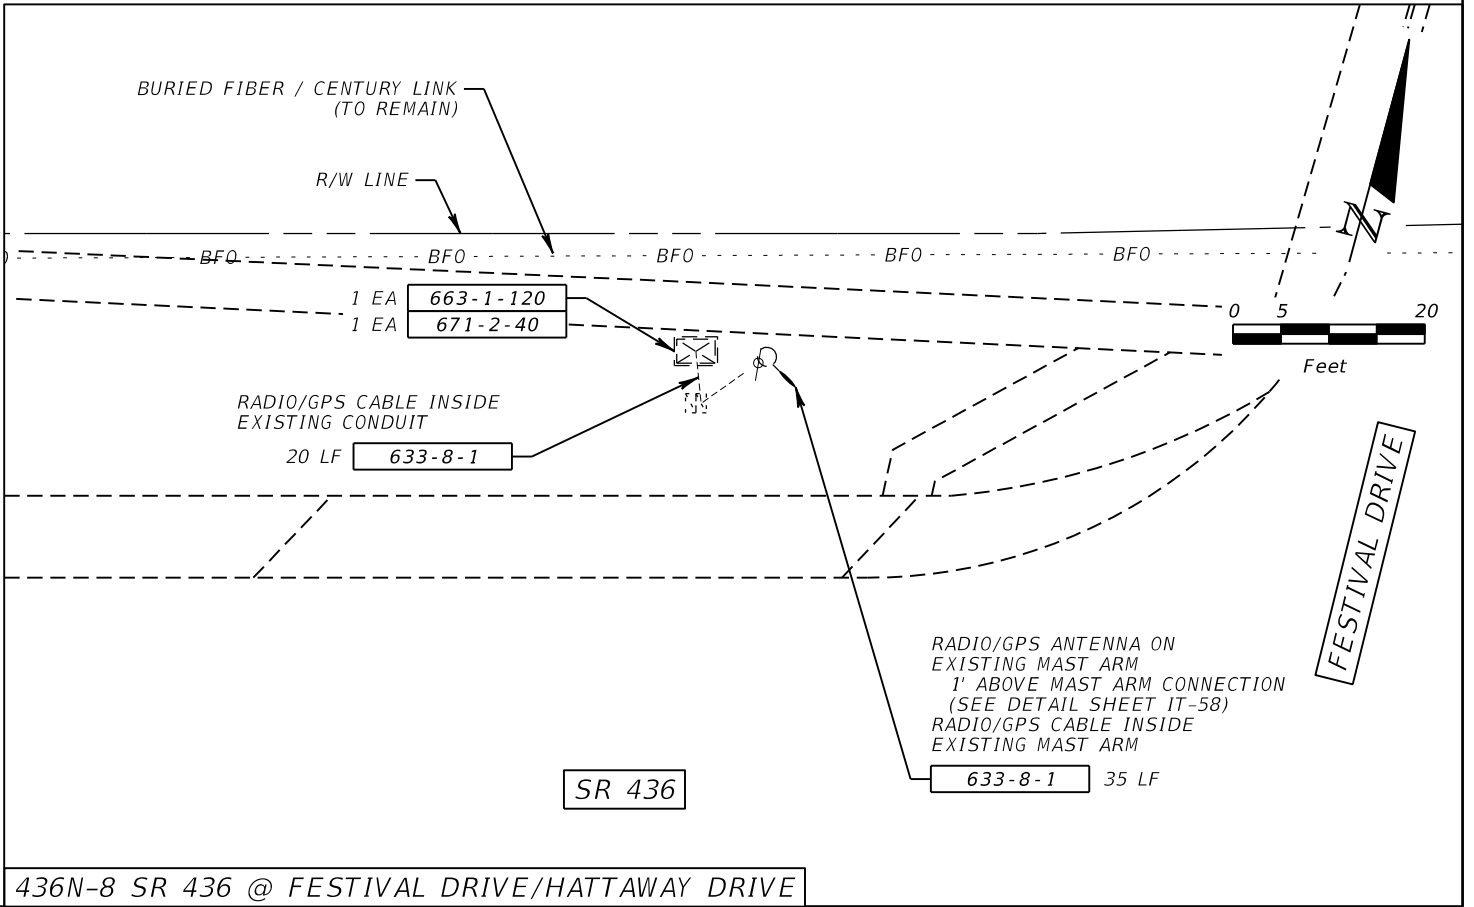 BURIED FIBER / CENTURY LINK
(TO REMAIN)
R/W LINE
BFO BFO BFO BFO BFO
N
1 EA 663-1-120
1 EA 671-2-40
0 5 20
Feet
RADIO/GPS CABLE INSIDE
EXISTING CONDUIT
20 LF 633-8-1
FESTIVAL DRIVE
RADIO/GPS ANTENNA ON
EXISTING MAST ARM
1' ABOVE MAST ARM CONNECTION
(SEE DETAIL SHEET IT-58)
RADIO/GPS CABLE INSIDE
EXISTING MAST ARM
633-8-1 35 LF
SR 436
436N-8 SR 436 @ FESTIVAL DRIVE/HATTAWAY DRIVE